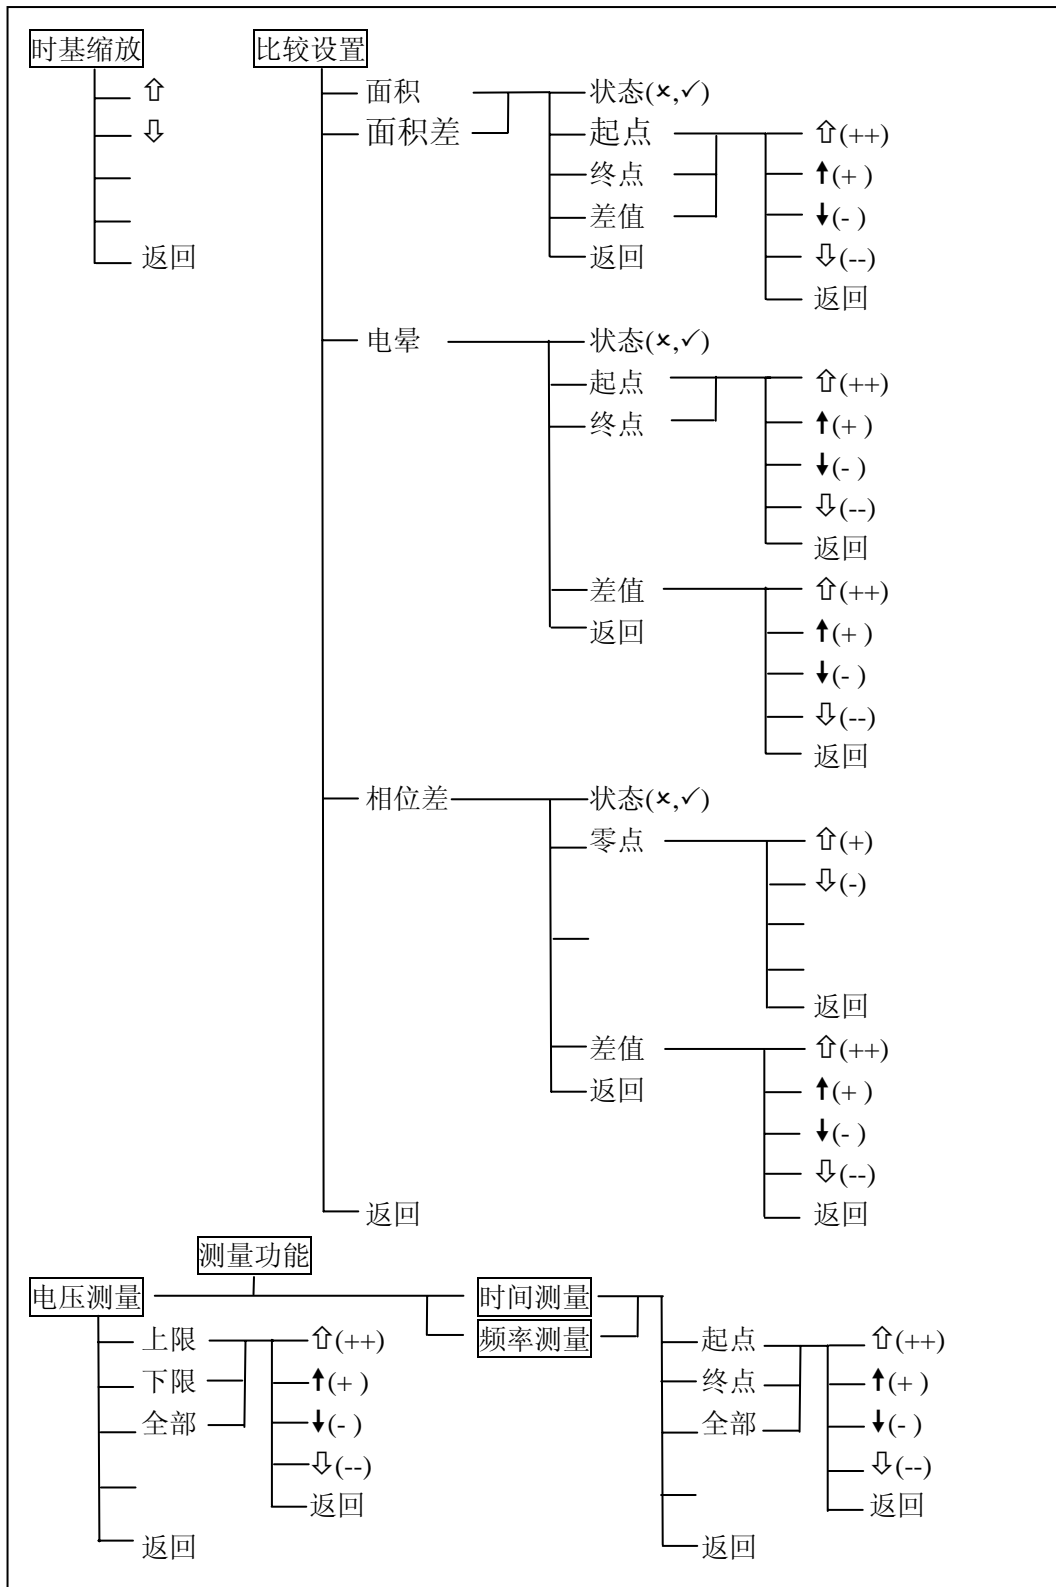 时基缩放 比较设置
⇧ 面积 状态(×,✓)
⇩ 面积差 起点 ⇧(++)
终点 ↑(+ )
差值 ↓(- )
返回 返回 ⇩(--)
返回
电晕 状态(×,✓)
起点 ⇧(++)
终点 ↑(+ )
↓(- )
⇩(--)
返回
差值 ⇧(++)
返回 ↑(+ )
↓(- )
⇩(--)
返回
相位差 状态(×,✓)
零点 ⇧(+)
⇩(-)
返回
差值 ⇧(++)
返回 ↑(+ )
↓(- )
⇩(--)
返回 返回
测量功能
电压测量 时间测量
频率测量
上限 ⇧(++) 起点 ⇧(++)
下限 ↑(+ ) 终点 ↑(+ )
全部 ↓(- ) 全部 ↓(- )
⇩(--) ⇩(--)
返回 返回
返回 返回